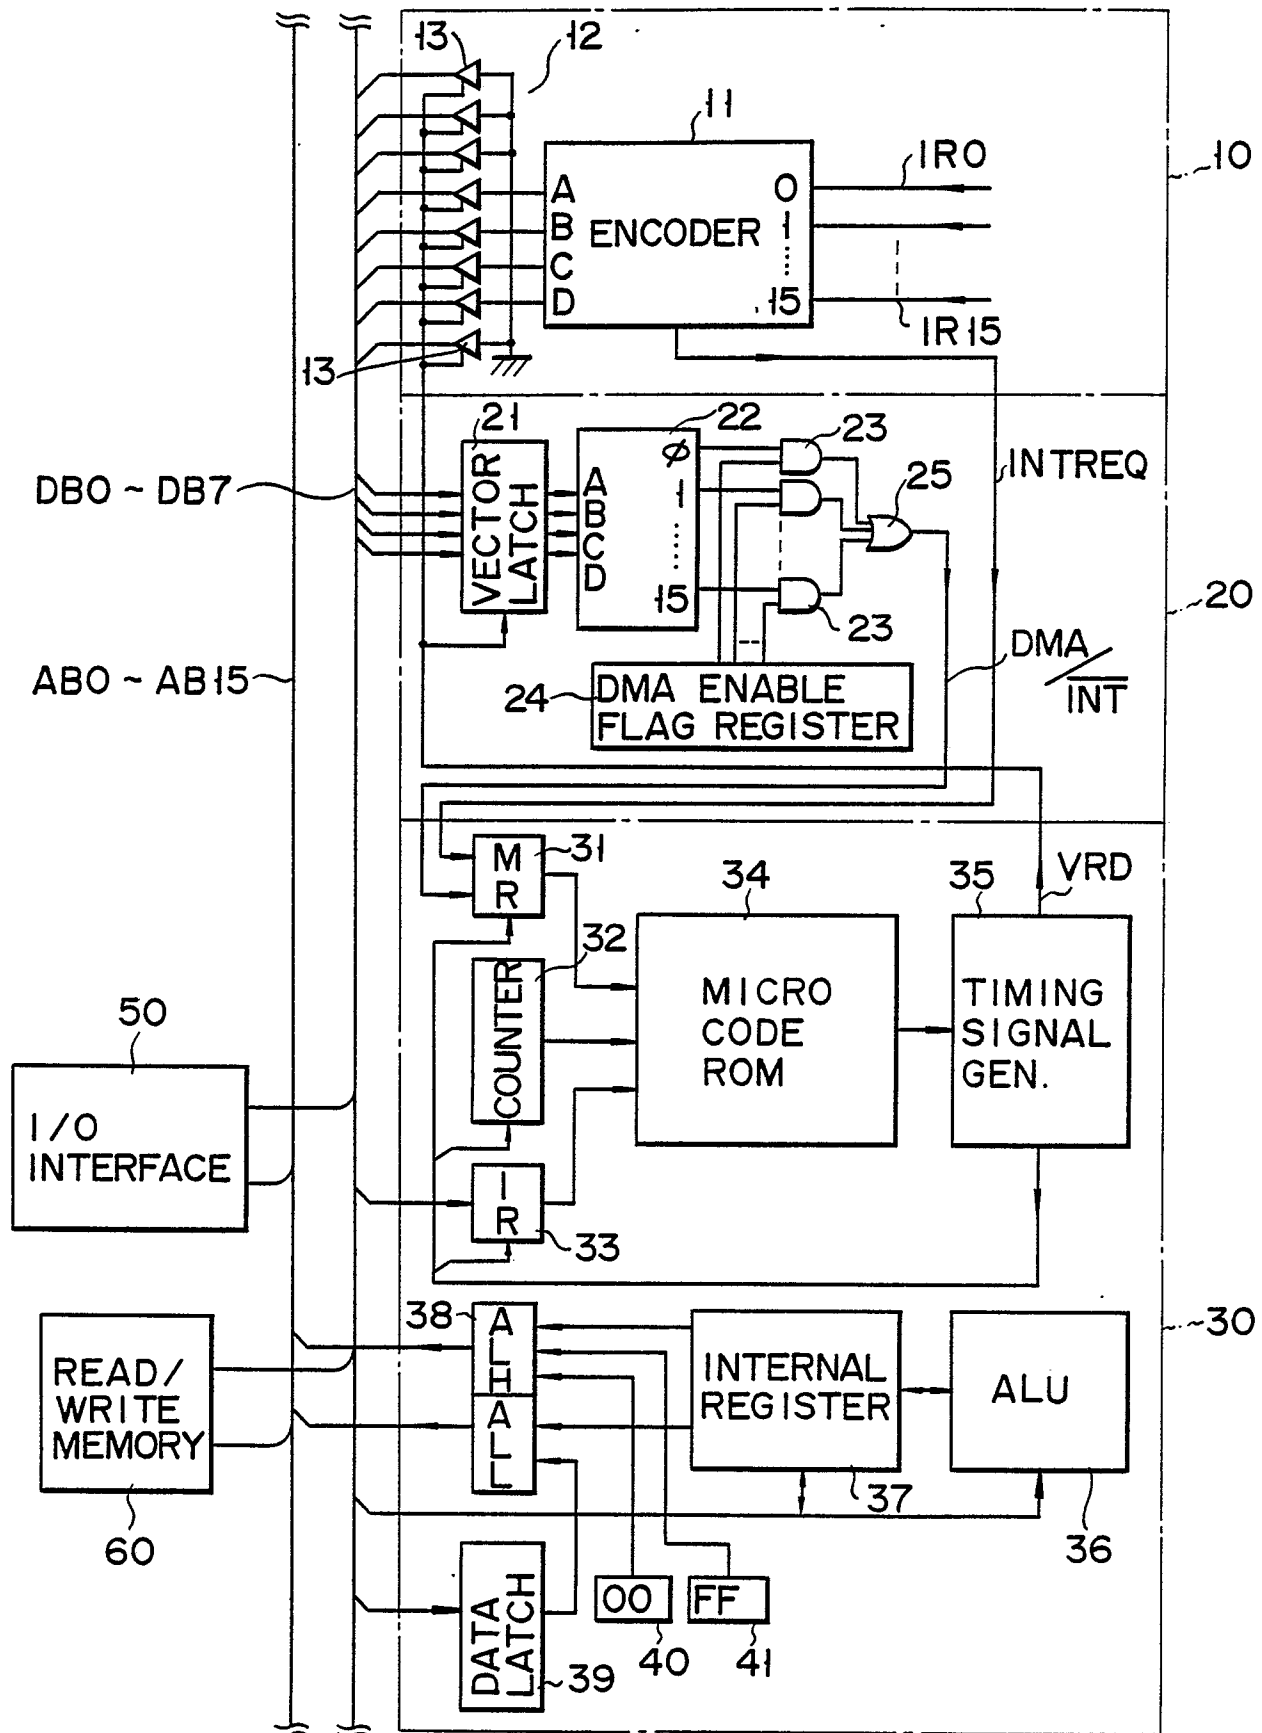 13
12
11
IR0
10
A
0
B
ENCODER
1
C
D
15
IR15
13
21
22
23
VECTOR
LATCH
Φ
A
1
B
C
D
15
25
INTREQ
DB0 ~ DB7
23
20
DMA
/INT
AB0 ~ AB15
24
DMA ENABLE
FLAG REGISTER
M
R
31
34
35
VRD
32
COUNTER
MICRO
CODE
ROM
TIMING
SIGNAL
GEN.
50
I/O
INTERFACE
I
R
33
38
A
L
H
A
L
L
30
READ/
WRITE
MEMORY
INTERNAL
REGISTER
ALU
37
36
60
DATA
LATCH
39
00
FF
40
41